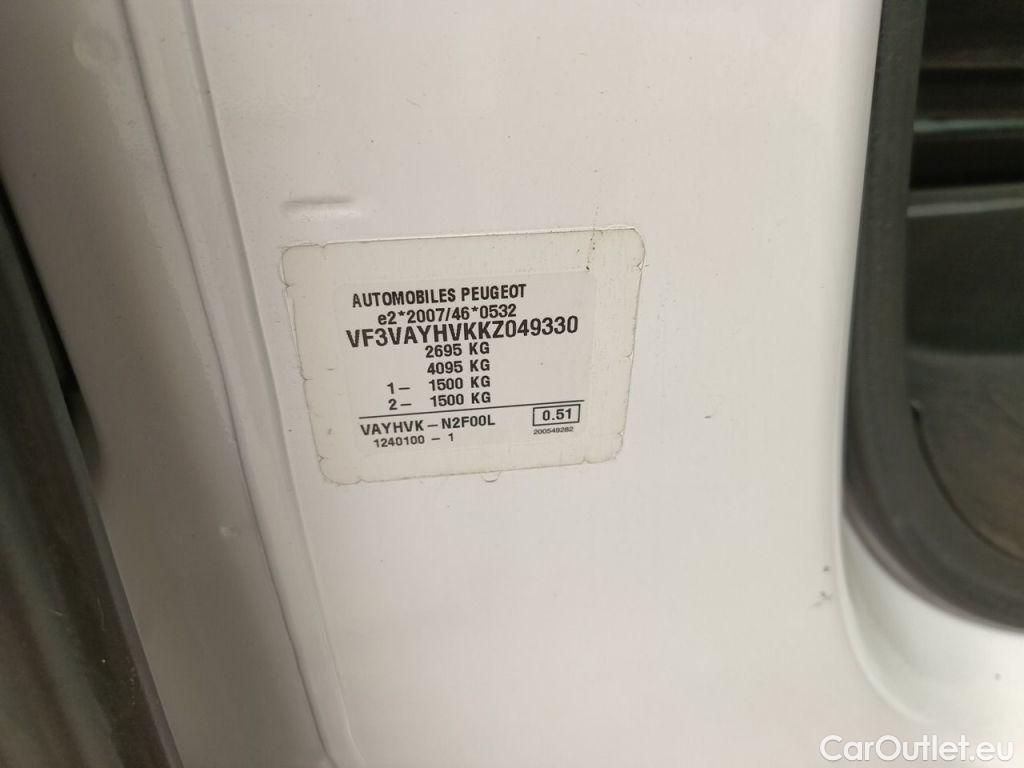 AUTOMOBILES PEUGEOT
e2*2007/46*0532
VF3VAYHVKKZ049330
2695 KG
4095 KG
1- 1500 KG
2- 1500 KG
VAYHVK-N2F00L 0.51
1240100-1 200549282
CarOutlet.eu